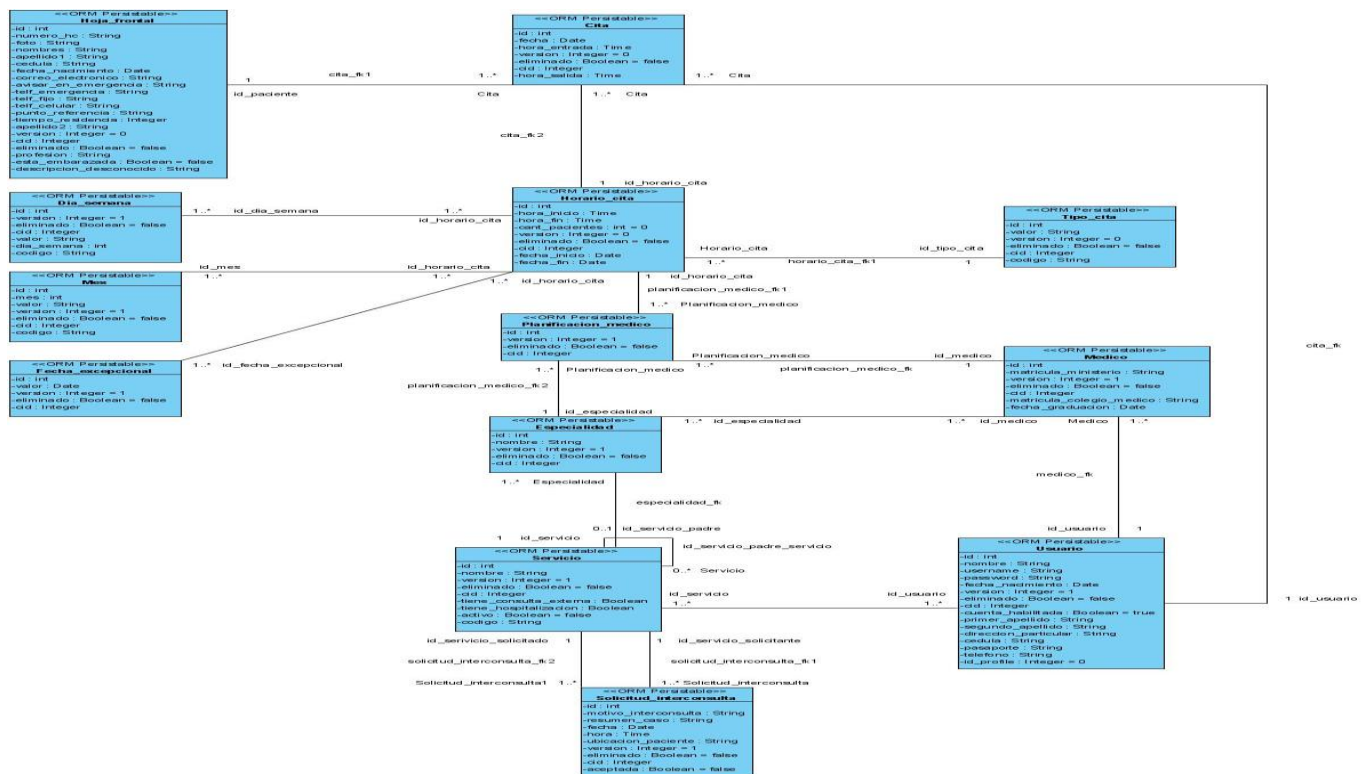 <<ORM Persistable>>
Hoja_frontal
-id : int
-numero_hc : String
-foto : String
-nombres : String
-apellido1 : String
-cedula : String
-fecha_nadimiento : Date
-correo_electronico : String
-avisar_en_emergencia : String
-telf_emergencia : String
-telf_fijo : String
-telf_celular : String
-punto_referencia : String
-tiempo_residencia : Integer
-apellido2 : String
-version : Integer = 0
-cid : Integer
-eliminado : Boolean = false
-profesion : String
-esta_embarazada : Boolean = false
-descripcion_desconocido : String
<<ORM Persistable>>
Cita
-id : int
-fecha : Date
-hora_entrada : Time
-version : Integer = 0
-eliminado : Boolean = false
-cid : Integer
-hora_salida : Time
cita_fk1
1
1..*
id_paciente
Cita
1..* Cita
1..* Cita
cita_fk2
1 id_horario_cita
<<ORM Persistable>>
Dia_semana
-id : int
-version : Integer = 1
-eliminado : Boolean = false
-cid : Integer
-valor : String
-dia_semana : int
-codigo : String
1..* id_dia_semana
1..*
id_horario_cita
<<ORM Persistable>>
Horario_cita
-id : int
-hora_inicio : Time
-hora_fin : Time
-cant_pacientes : int = 0
-version : Integer = 0
-eliminado : Boolean = false
-cid : Integer
-fecha_inicio : Date
-fecha_fin : Date
<<ORM Persistable>>
Tipo_cita
-id : int
-valor : String
-version : Integer = 0
-eliminado : Boolean = false
-cid : Integer
-codigo : String
Horario_cita
id_tipo_cita
1..*
horario_cita_fk1
1
<<ORM Persistable>>
Mes
-id : int
-mes : int
-valor : String
-version : Integer = 1
-eliminado : Boolean = false
-cid : Integer
-codigo : String
id_mes
1..*
id_horario_cita
1..*
1..* id_horario_cita
1 id_horario_cita
planificacion_medico_fk1
1..* Planificacion_medico
<<ORM Persistable>>
Fecha_excepcional
-id : int
-valor : Date
-version : Integer = 1
-eliminado : Boolean = false
-cid : Integer
1..* id_fecha_excepcional
<<ORM Persistable>>
Planificacion_medico
-id : int
-version : Integer = 1
-eliminado : Boolean = false
-cid : Integer
Planificacion_medico
id_medico
1..*
planificacion_medico_fk
1
1..* Planificacion_medico
planificacion_medico_fk2
1 id_especialidad
<<ORM Persistable>>
Medico
-id : int
-matricula_ministerio : String
-version : Integer = 1
-eliminado : Boolean = false
-cid : Integer
-matricula_colegio_medico : String
-fecha_graduacion : Date
cita_fk
<<ORM Persistable>>
Especialidad
-id : int
-nombre : String
-version : Integer = 1
-eliminado : Boolean = false
-cid : Integer
1..* id_especialidad
1..* id_medico
Medico 1..*
1..* Especialidad
especialidad_fk
medico_fk
0..1 id_servicio_padre
1 id_servicio
id_servicio_padre_servicio
0..* Servicio
id_usuario 1
<<ORM Persistable>>
Servicio
-id : int
-nombre : String
-version : Integer = 1
-eliminado : Boolean = false
-cid : Integer
-tiene_consulta_externa : Boolean
-tiene_hospitalizacion : Boolean
-activo : Boolean = false
-codigo : String
id_servicio
1..*
id_usuario
1..*
<<ORM Persistable>>
Usuario
-id : int
-nombre : String
-username : String
-password : String
-fecha_nadmiento : Date
-version : Integer = 1
-eliminado : Boolean = false
-cid : Integer
-cuenta_habilitada : Boolean = true
-primer_apellido : String
-segundo_apellido : String
-direccion_particular : String
-cedula : String
-pasaporte : String
-telefono : String
-id_profile : Integer = 0
1 id_usuario
id_serivicio_solicitado 1
1 id_servicio_solicitante
solicitud_interconsulta_fk2
solicitud_interconsulta_fk1
Solicitud_interconsulta1 1..*
1..* Solicitud_interconsulta
<<ORM Persistable>>
Solicitud_interconsulta
-id : int
-motivo_interconsulta : String
-resumen_caso : String
-fecha : Date
-hora : Time
-ubicacion_paciente : String
-version : Integer = 1
-eliminado : Boolean = false
-cid : Integer
-aceptada : Boolean = false